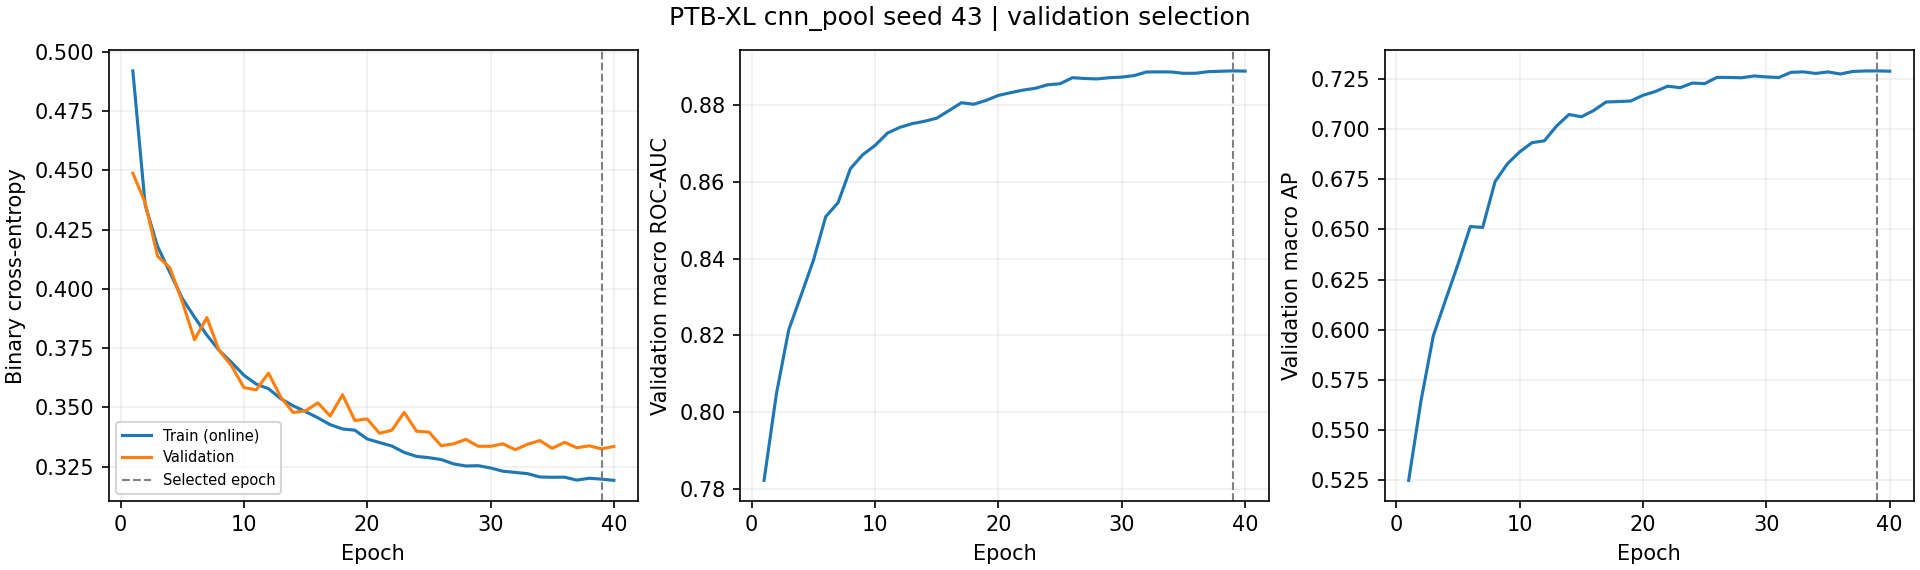 PTB-XL cnn_pool seed 43 | validation selection
Binary cross-entropy
0.500
0.475
0.450
0.425
0.400
0.375
0.350
0.325
Train (online)
Validation
Selected epoch
0 10 20 30 40
Epoch
Validation macro ROC-AUC
0.88
0.86
0.84
0.82
0.80
0.78
0 10 20 30 40
Epoch
Validation macro AP
0.725
0.700
0.675
0.650
0.625
0.600
0.575
0.550
0.525
0 10 20 30 40
Epoch